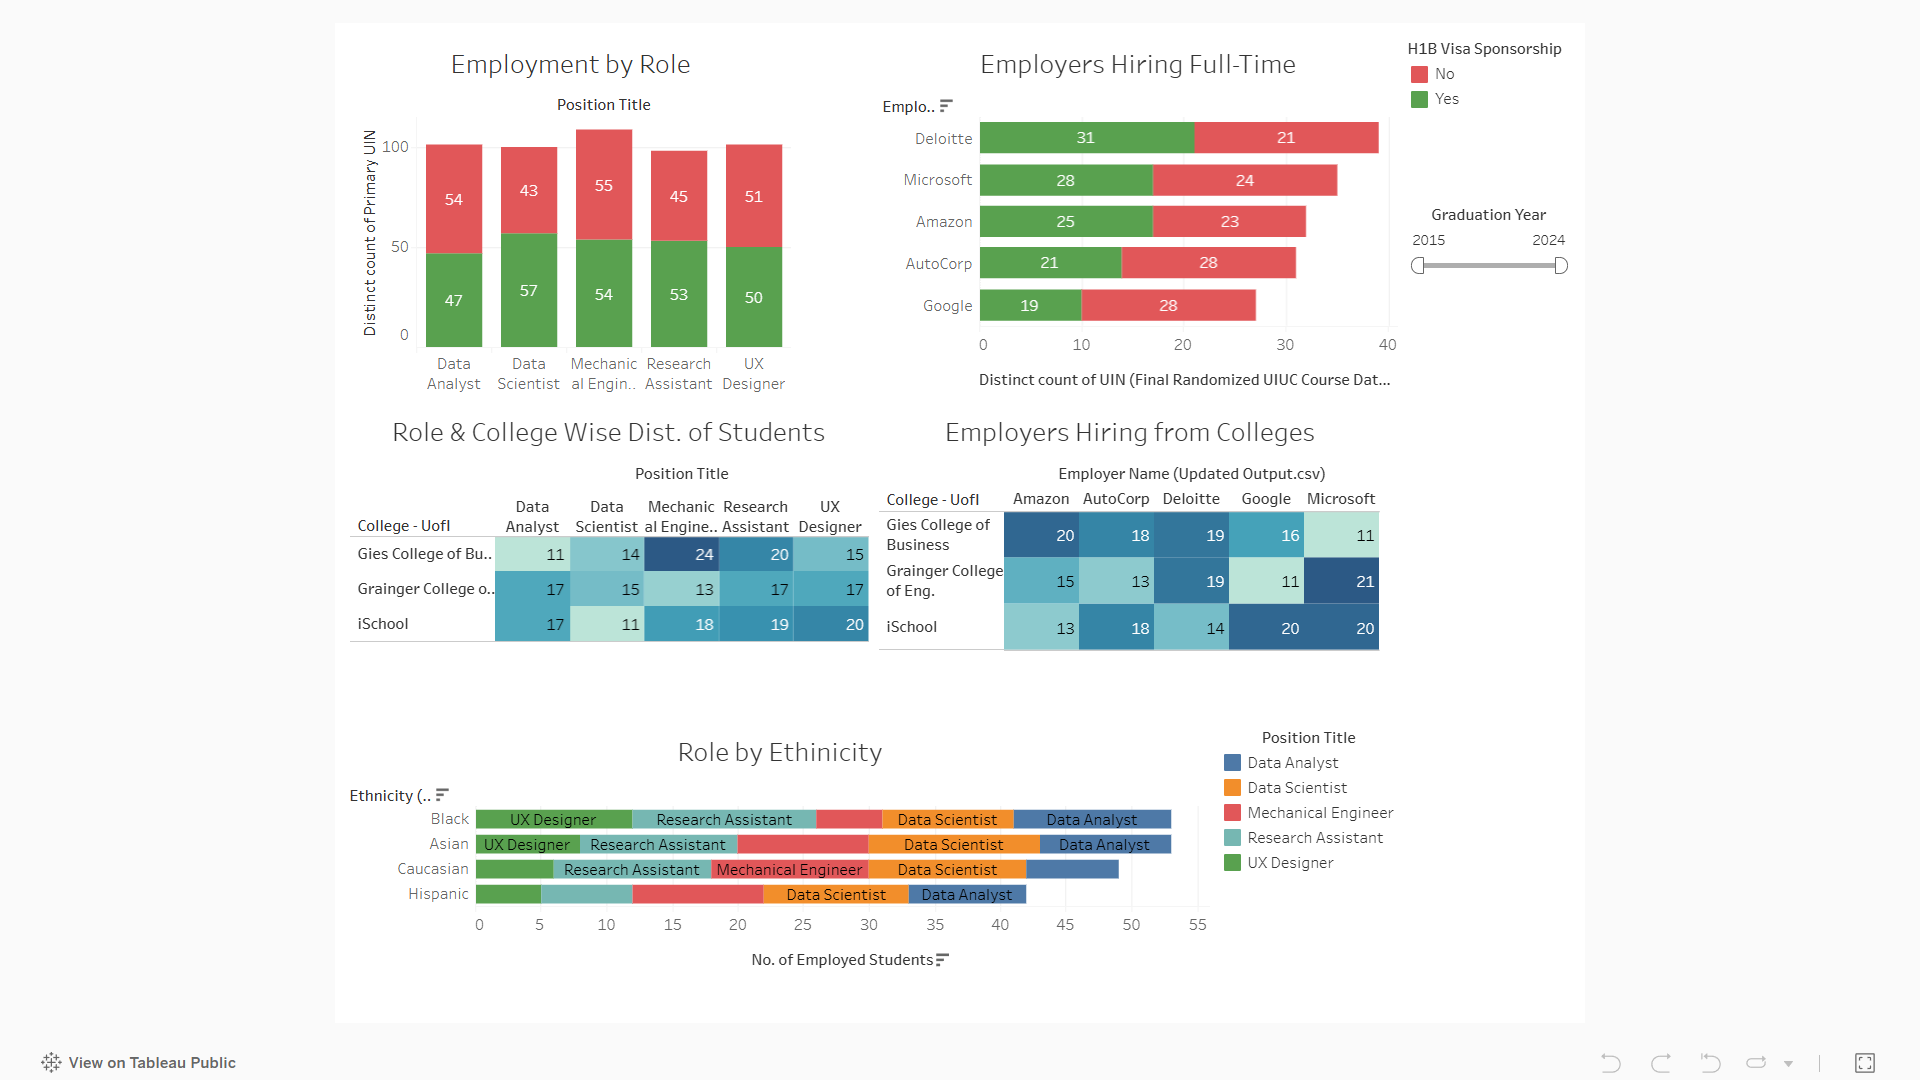 Employment by Role
Position Title
Distinct count of Primary UIN
100
50
0
54
43
55
45
51
47
57
54
53
50
Data Analyst
Data Scientist
Mechanic al Engin..
Research Assistant
UX Designer
Employers Hiring Full-Time
Emplo..
Deloitte 31 21
Microsoft 28 24
Amazon 25 23
AutoCorp 21 28
Google 19 28
0 10 20 30 40
Distinct count of UIN (Final Randomized UIUC Course Dat...
H1B Visa Sponsorship
No
Yes
Graduation Year
2015 2024
Role & College Wise Dist. of Students
Position Title
College - UofI
Data Analyst
Data Scientist
Mechanic al Engine..
Research Assistant
UX Designer
Gies College of Bu.. 11 14 24 20 15
Grainger College o.. 17 15 13 17 17
iSchool 17 11 18 19 20
Employers Hiring from Colleges
Employer Name (Updated Output.csv)
College - UofI Amazon AutoCorp Deloitte Google Microsoft
Gies College of
Business 20 18 19 16 11
Grainger College
of Eng. 15 13 19 11 21
iSchool 13 18 14 20 20
Role by Ethinicity
Ethnicity (..
Black UX Designer Research Assistant Data Scientist Data Analyst
Asian UX Designer Research Assistant Data Scientist Data Analyst
Caucasian Research Assistant Mechanical Engineer Data Scientist
Hispanic Data Scientist Data Analyst
0 5 10 15 20 25 30 35 40 45 50 55
No. of Employed Students
Position Title
Data Analyst
Data Scientist
Mechanical Engineer
Research Assistant
UX Designer
View on Tableau Public